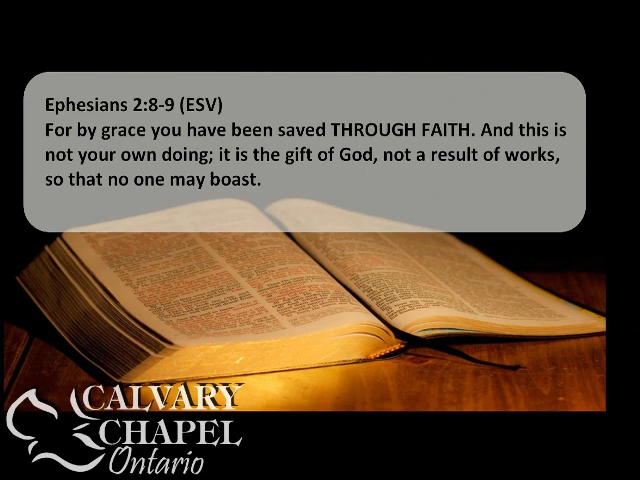 Ephesians 2:8-9 (ESV)
For by grace you have been saved THROUGH FAITH. And this is
not your own doing; it is the gift of God, not a result of works,
so that no one may boast.
CALVARY
CHAPEL
Ontario